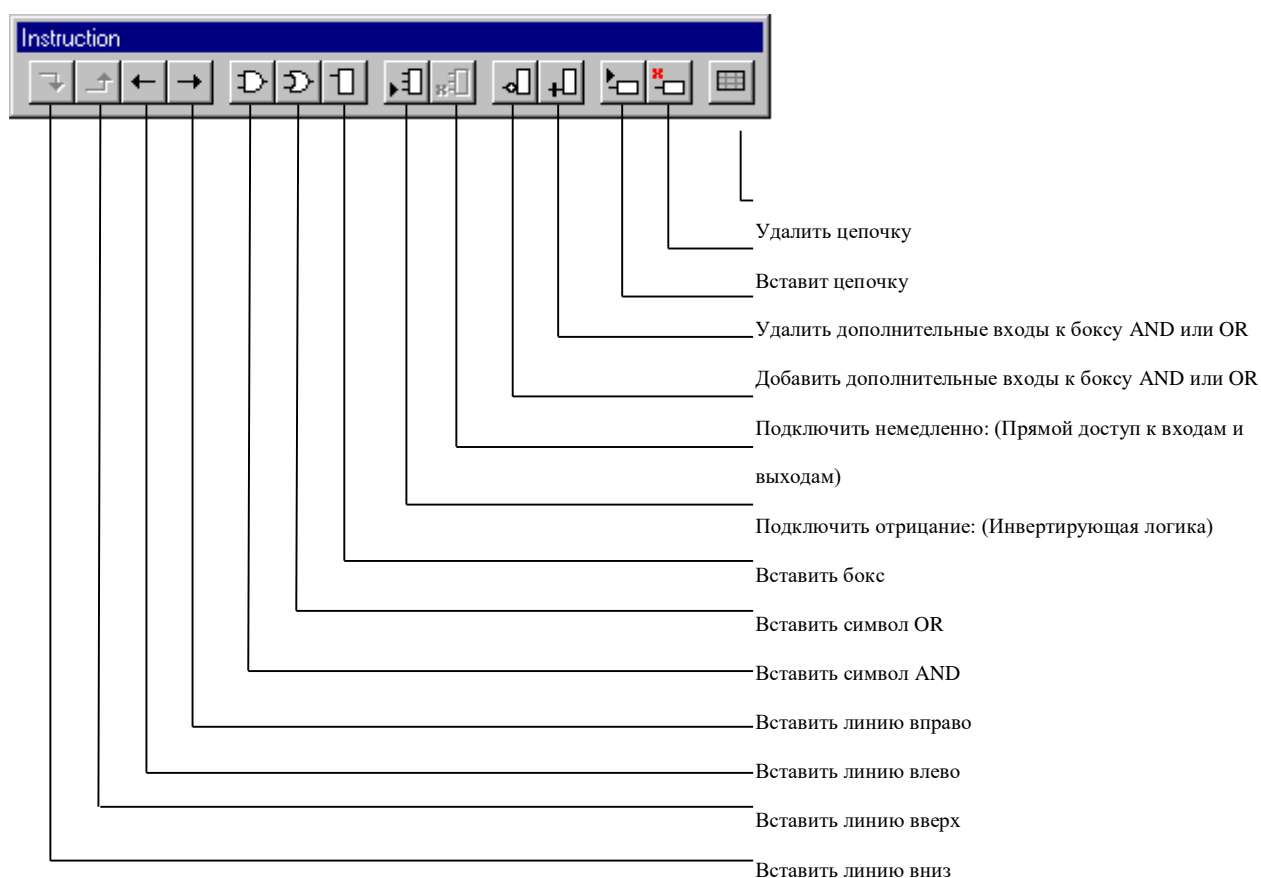 Instruction
Удалить цепочку
Вставит цепочку
Удалить дополнительные входы к боксу AND или OR
Добавить дополнительные входы к боксу AND или OR
Подключить немедленно: (Прямой доступ к входам и
выходам)
Подключить отрицание: (Инвертирующая логика)
Вставить бокс
Вставить символ OR
Вставить символ AND
Вставить линию вправо
Вставить линию влево
Вставить линию вверх
Вставить линию вниз